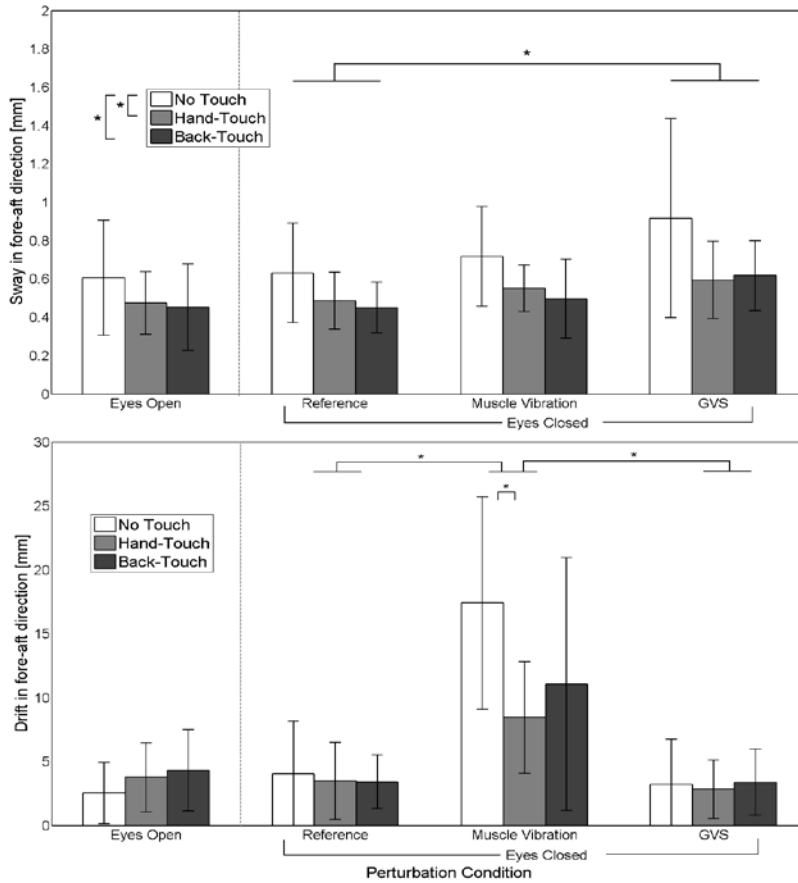 2
1.8
1.6
1.4
1.2
1
0.8
0.6
0.4
0.2
0
Sway in fore-aft direction [mm]
*
* *
No Touch
Hand-Touch
Back-Touch
Eyes Open Reference Muscle Vibration GVS
Eyes Closed
30
25
20
15
10
5
0
Drift in fore-aft direction [mm]
* *
*
No Touch
Hand-Touch
Back-Touch
Eyes Open Reference Muscle Vibration GVS
Eyes Closed
Perturbation Condition